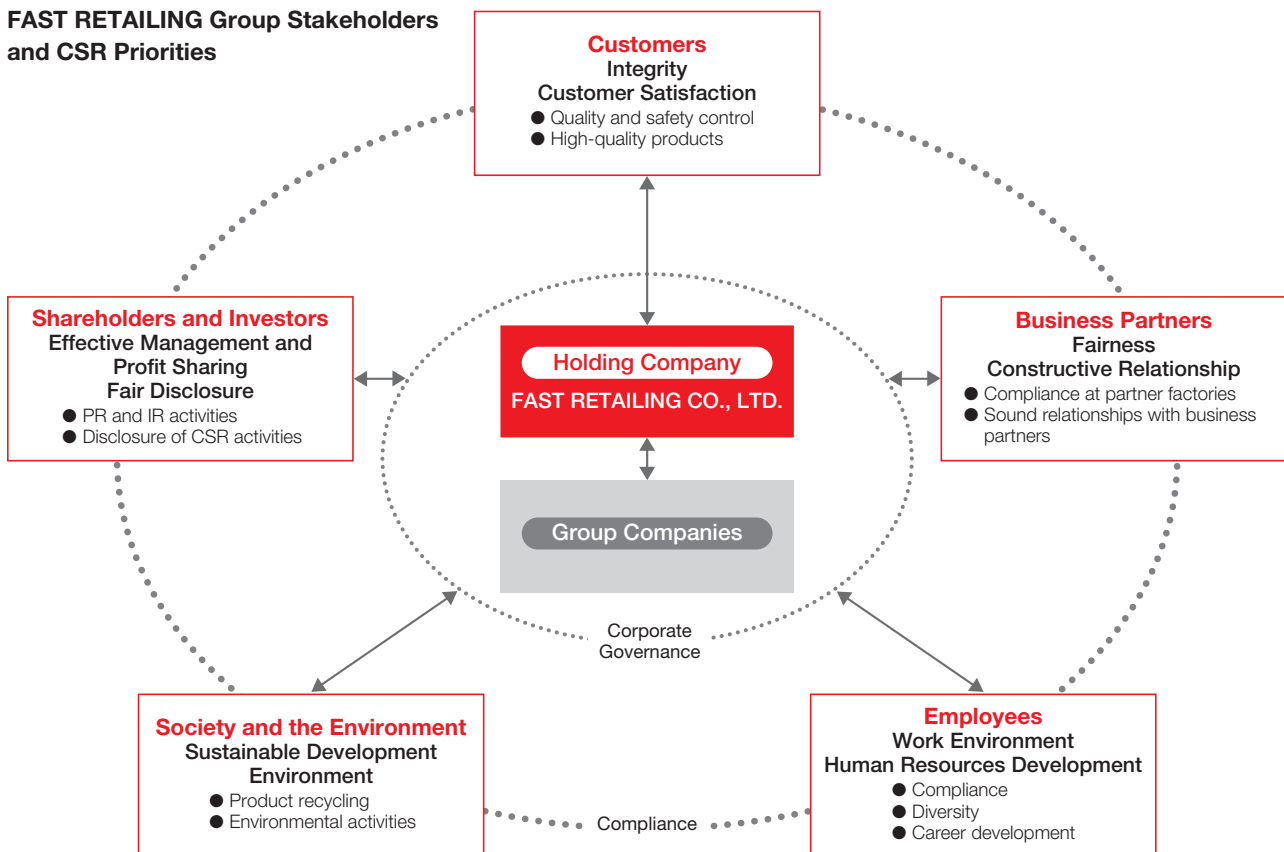 FAST RETAILING Group Stakeholders
and CSR Priorities
Customers
Integrity
Customer Satisfaction
● Quality and safety control
● High-quality products
Shareholders and Investors
Effective Management and
Profit Sharing
Fair Disclosure
● PR and IR activities
● Disclosure of CSR activities
Holding Company
FAST RETAILING CO., LTD.
Group Companies
Business Partners
Fairness
Constructive Relationship
● Compliance at partner factories
● Sound relationships with business
partners
Corporate
Governance
Society and the Environment
Sustainable Development
Environment
● Product recycling
● Environmental activities
Compliance
Employees
Work Environment
Human Resources Development
● Compliance
● Diversity
● Career development